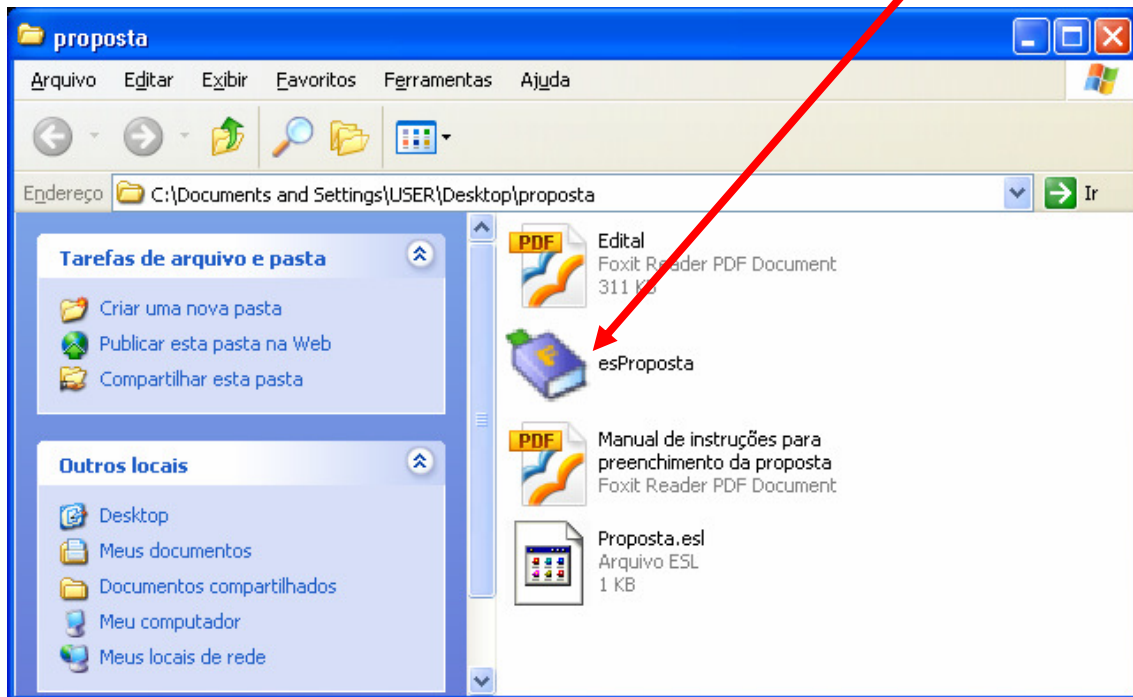 proposta
Arquivo Editar Exibir Favoritos Ferramentas Ajuda
Endereço C:\Documents and Settings\USER\Desktop\proposta Ir
Tarefas de arquivo e pasta
Criar uma nova pasta
Publicar esta pasta na Web
Compartilhar esta pasta
Outros locais
Desktop
Meus documentos
Documentos compartilhados
Meu computador
Meus locais de rede
PDF
Edital
Foxit Reader PDF Document
311 KB
F
esProposta
PDF
Manual de instruções para
preenchimento da proposta
Foxit Reader PDF Document
Proposta.esl
Arquivo ESL
1 KB